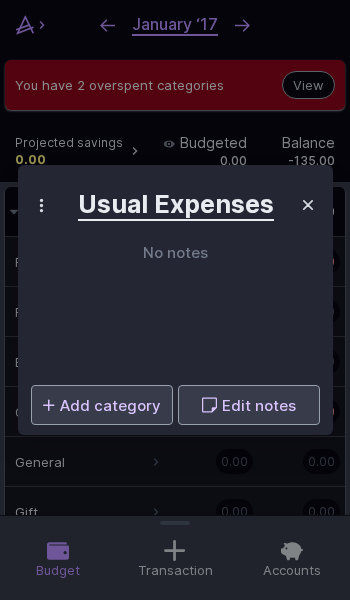 January ‘17
You have 2 overspent categories
View
Projected savings
0.00
Budgeted
0.00
Balance
-135.00
Usual Expenses
No notes
Add category
Edit notes
General
0.00
0.00
Gift
0.00
0.00
Budget
Transaction
Accounts